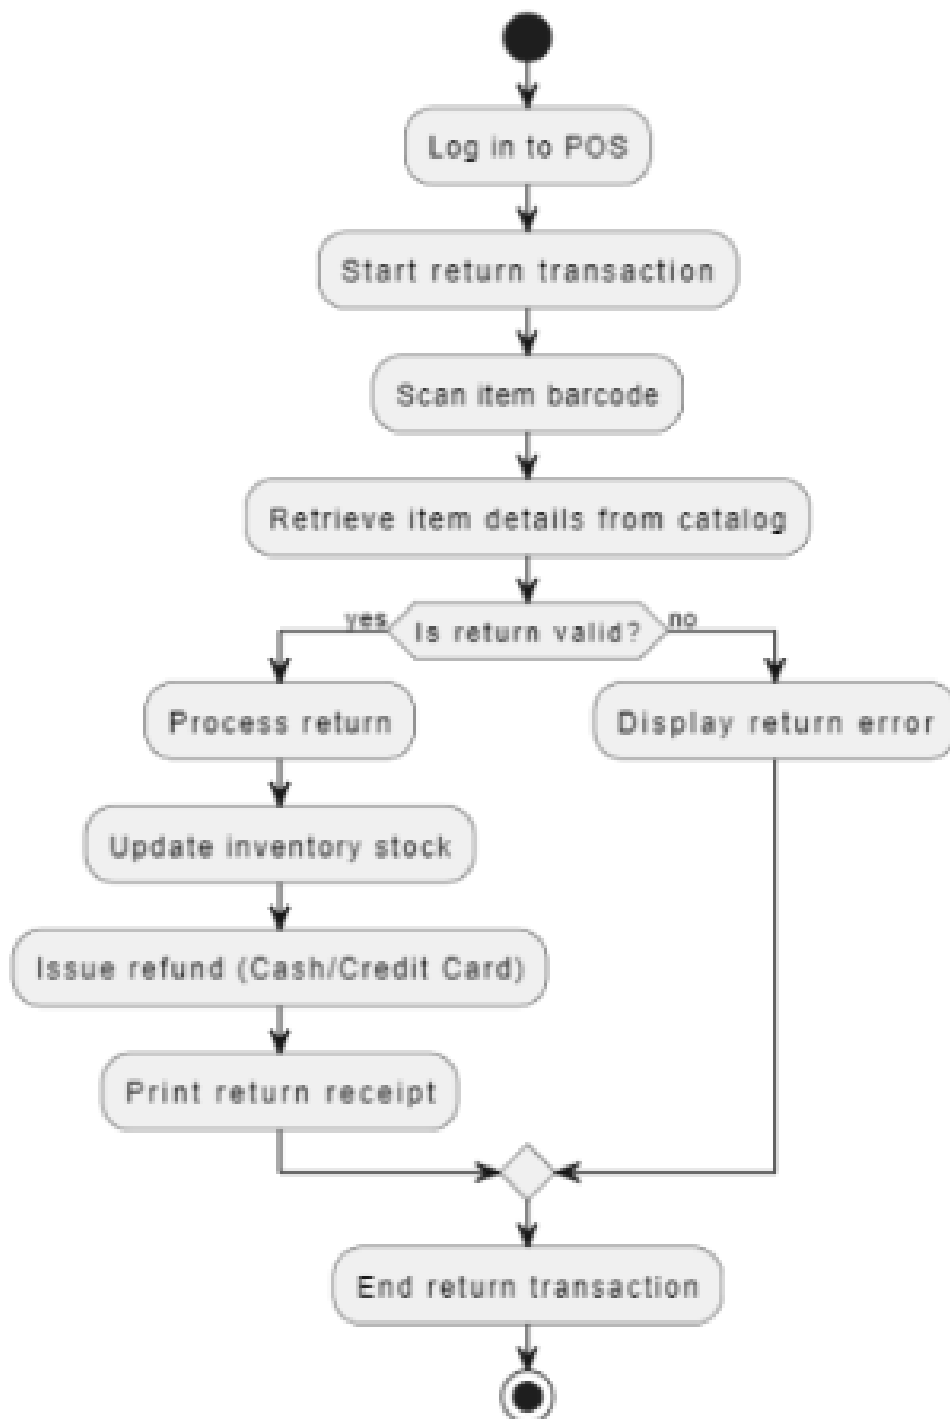 Log in to POS
Start return transaction
Scan item barcode
Retrieve item details from catalog
yes
Is return valid?
no
Process return
Display return error
Update inventory stock
Issue refund (Cash/Credit Card)
Print return receipt
End return transaction